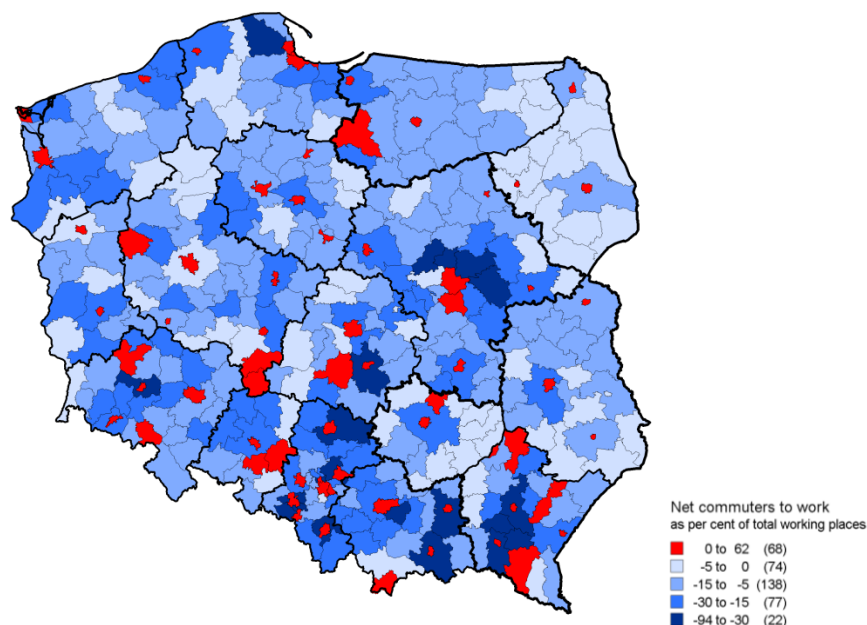 Net commuters to work
as per cent of total working places
0 to 62 (68)
-5 to 0 (74)
-15 to -5 (138)
-30 to -15 (77)
-94 to -30 (22)